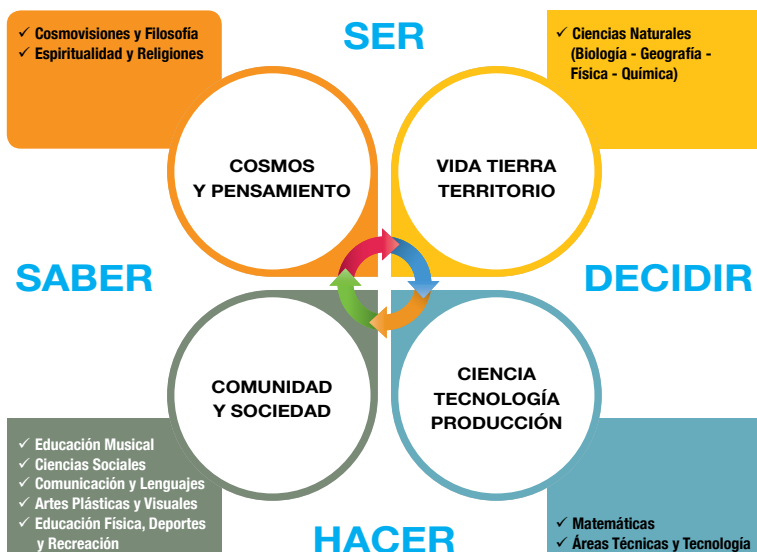 ✓ Cosmovisiones y Filosofía
✓ Espiritualidad y Religiones
SER
✓ Ciencias Naturales
(Biología - Geografía -
Física - Química)
COSMOS
Y PENSAMIENTO
VIDA TIERRA
TERRITORIO
SABER
DECIDIR
COMUNIDAD
Y SOCIEDAD
CIENCIA
TECNOLOGÍA
PRODUCCIÓN
✓ Educación Musical
✓ Ciencias Sociales
✓ Comunicación y Lenguajes
✓ Artes Plásticas y Visuales
✓ Educación Física, Deportes
y Recreación
HACER
✓ Matemáticas
✓ Áreas Técnicas y Tecnología